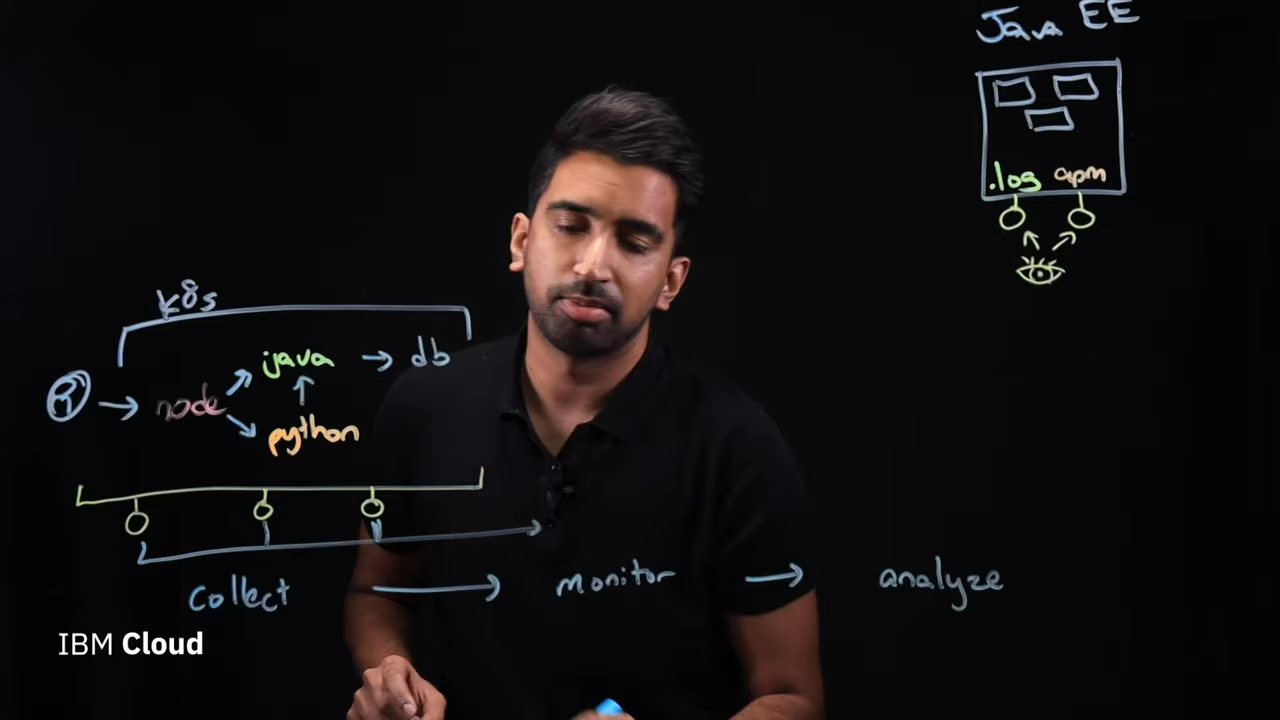 Java EE
.log apm
k8s
java → db
node
python
collect → monitor → analyze
IBM Cloud